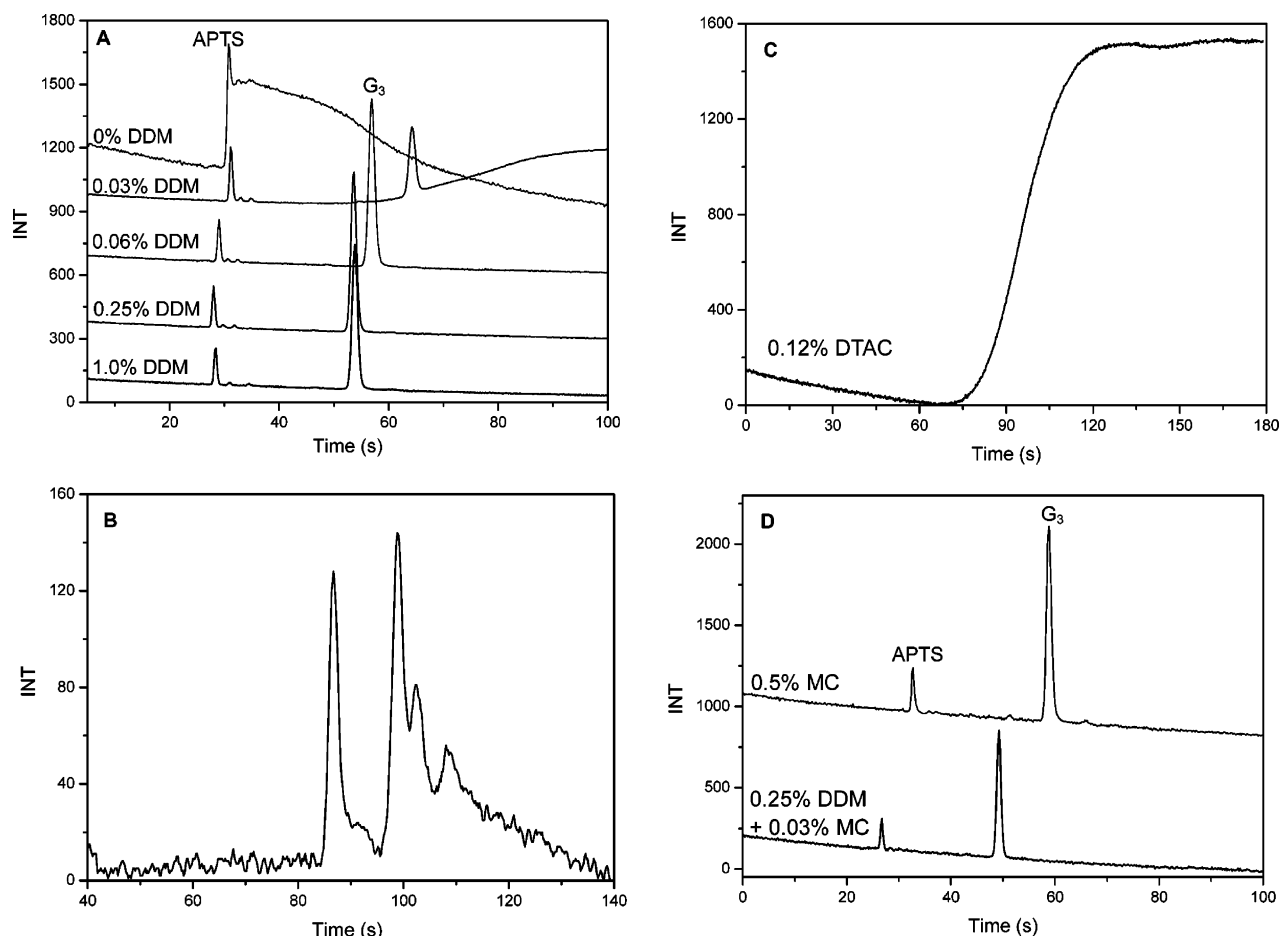 A
APTS
G3
0% DDM
0.03% DDM
0.06% DDM
0.25% DDM
1.0% DDM
1800
1500
1200
900
600
300
0
INT
20
40
60
80
100
Time (s)
C
0.12% DTAC
1600
1200
800
400
0
INT
0
30
60
90
120
150
180
Time (s)
B
160
120
80
40
0
INT
40
60
80
100
120
140
Time (s)
D
G3
APTS
0.5% MC
0.25% DDM
+ 0.03% MC
2000
1500
1000
500
0
INT
0
20
40
60
80
100
Time (s)